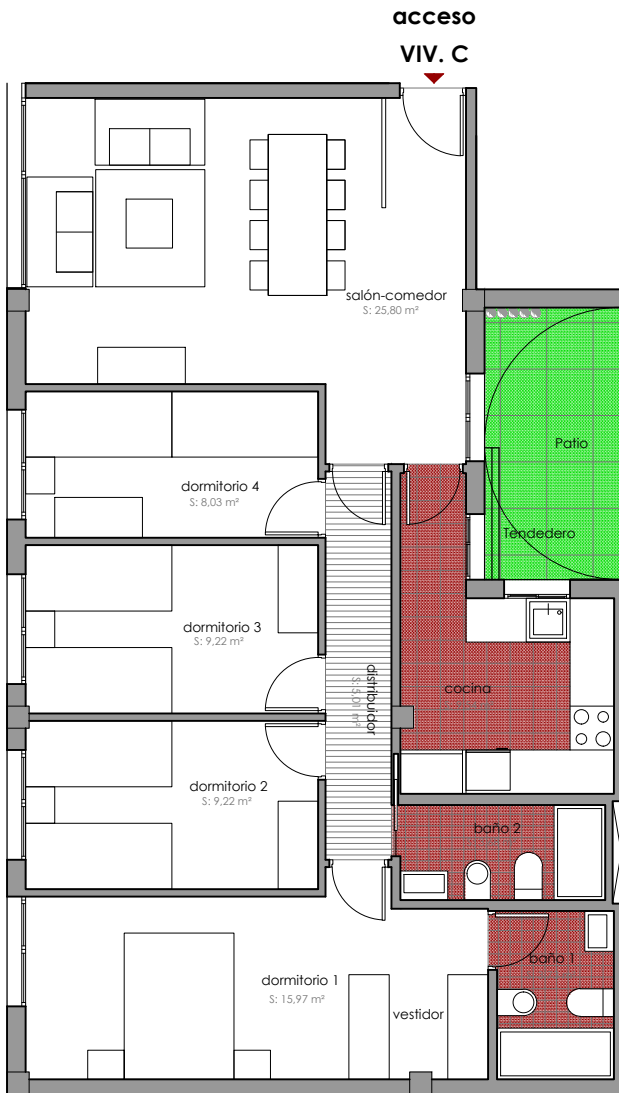 acceso
VIV. C
salón-comedor
S: 25,80 m²
Patio
dormitorio 4
S: 8,03 m²
Tendedero
dormitorio 3
S: 9,22 m²
distribuidor
S: 5,01 m²
cocina
dormitorio 2
S: 9,22 m²
baño 2
baño 1
dormitorio 1
S: 15,97 m²
vestidor